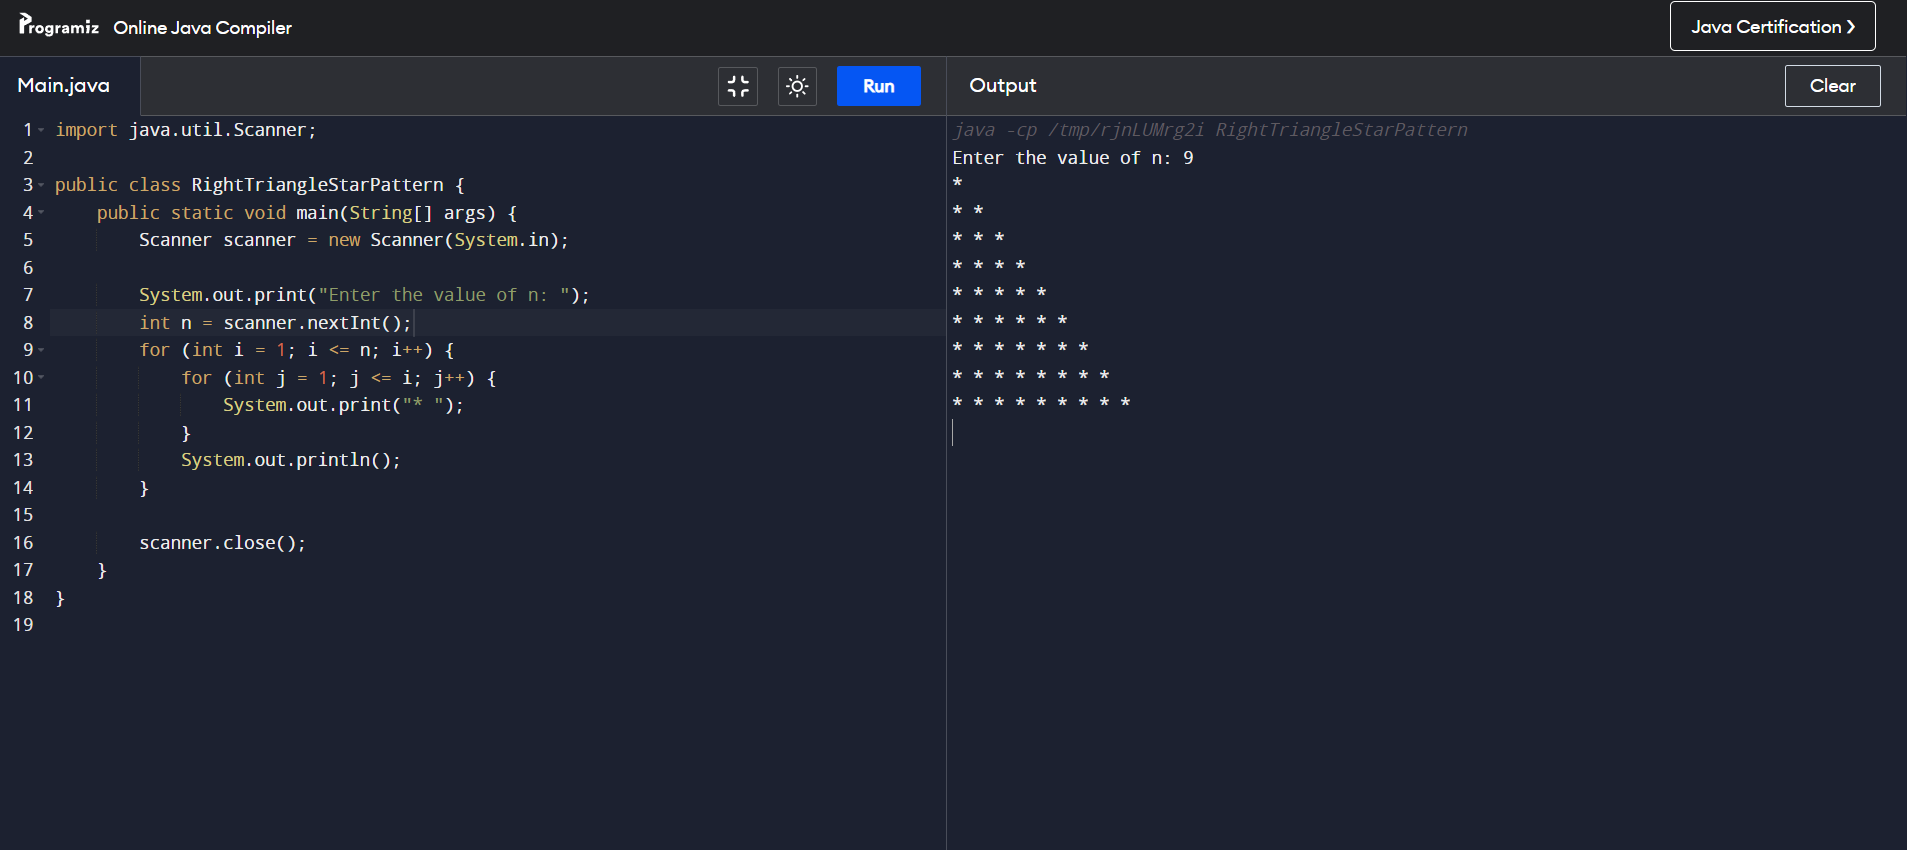 Programiz Online Java Compiler
Java Certification ❯
Main.java
Run
Output
Clear
1 import java.util.Scanner;
2
3 public class RightTriangleStarPattern {
4     public static void main(String[] args) {
5         Scanner scanner = new Scanner(System.in);
6
7         System.out.print("Enter the value of n: ");
8         int n = scanner.nextInt();
9         for (int i = 1; i <= n; i++) {
10             for (int j = 1; j <= i; j++) {
11                 System.out.print("* ");
12             }
13             System.out.println();
14         }
15
16         scanner.close();
17     }
18 }
19
java -cp /tmp/rjnLUMrg2i RightTriangleStarPattern
Enter the value of n: 9
*
* *
* * *
* * * *
* * * * *
* * * * * *
* * * * * * *
* * * * * * * *
* * * * * * * * *